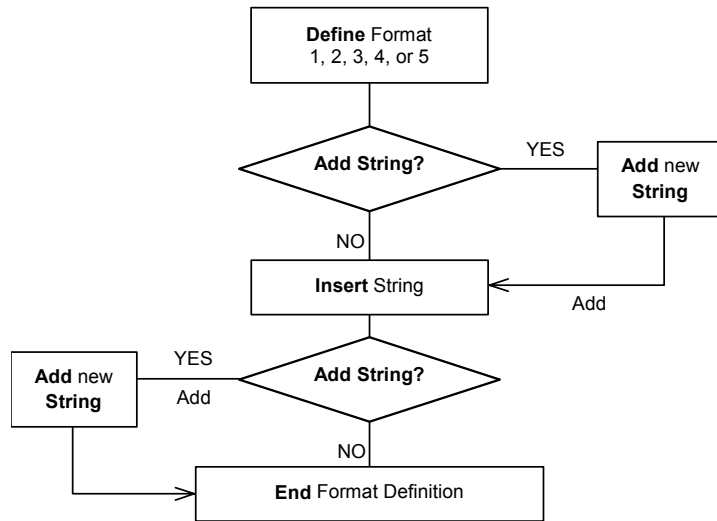 Define Format
1, 2, 3, 4, or 5
Add String?
YES
Add new
String
NO
Insert String
Add
YES
Add String?
Add new
String
Add
NO
End Format Definition